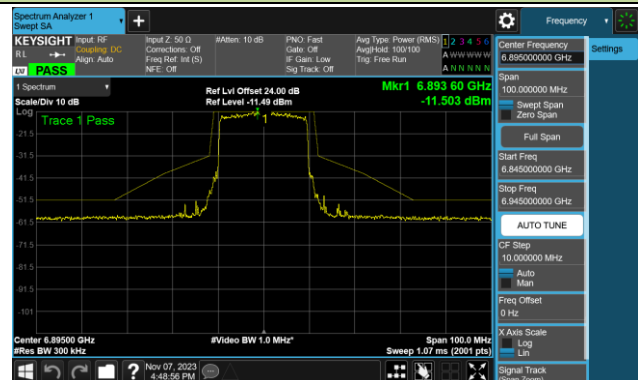 Spectrum Analyzer 1
Swept SA
Frequency
KEYSIGHT
RL
LXI
PASS
Input: RF
Coupling: DC
Align: Auto
Input Z: 50 Ω
Corrections: Off
Freq Ref: Int (S)
NFE: Off
#Atten: 10 dB
PNO: Fast
Gate: Off
IF Gain: Low
Sig Track: Off
Avg Type: Power (RMS)
Avg|Hold: 100/100
Trig: Free Run
1 2 3 4 5 6
A W W W W W
A N N N N N
1 Spectrum
Scale/Div 10 dB
Ref Lvl Offset 24.00 dB
Ref Level -11.49 dBm
Mkr1 6.893 60 GHz
-11.503 dBm
Log
Trace 1 Pass
1
-21.5
-31.5
-41.5
-51.5
-61.5
-71.5
-81.5
-91.5
-101
Center 6.89500 GHz
#Res BW 300 kHz
#Video BW 1.0 MHz*
Span 100.0 MHz
Sweep 1.07 ms (2001 pts)
Nov 07, 2023
4:48:56 PM
Center Frequency
6.895000000 GHz
Settings
Span
100.000000 MHz
Swept Span
Zero Span
Full Span
Start Freq
6.845000000 GHz
Stop Freq
6.945000000 GHz
AUTO TUNE
CF Step
10.000000 MHz
Auto
Man
Freq Offset
0 Hz
X Axis Scale
Log
Lin
Signal Track
(Span Zoom)